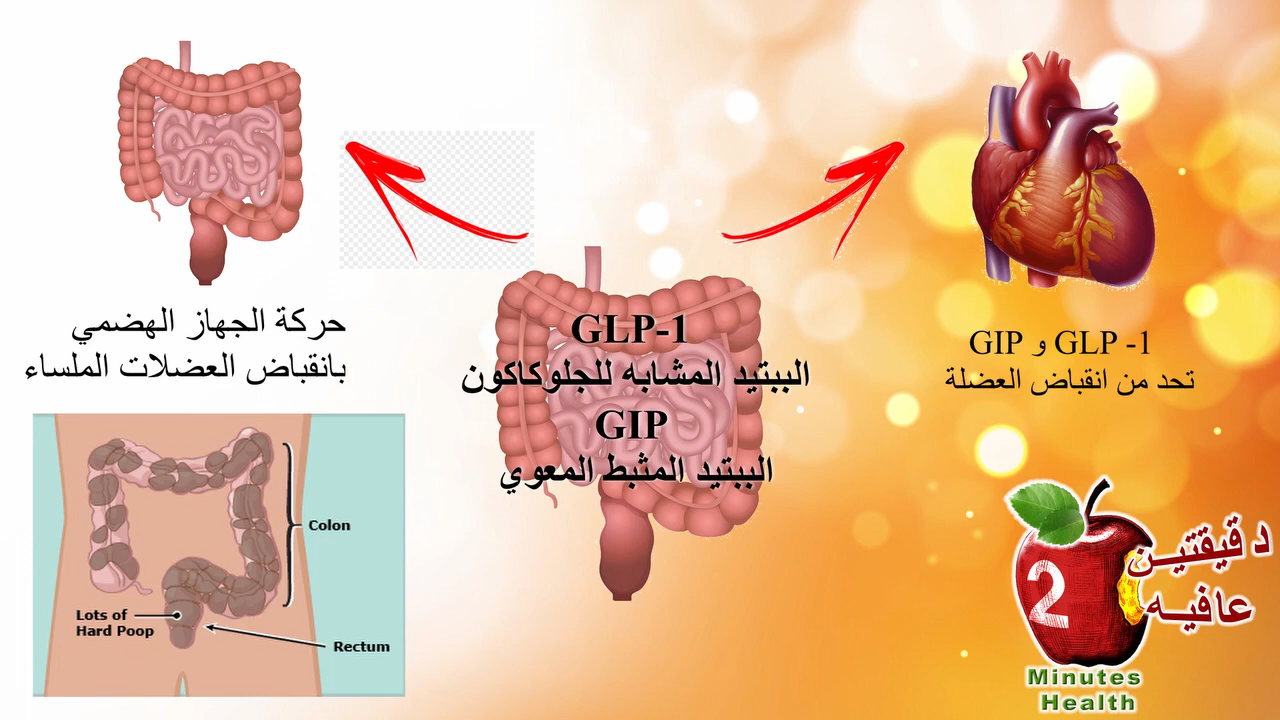 حركة الجهاز الهضمي
بانقباض العضلات الملساء
GLP-1
الببتيد المشابه للجلوكاكون
GIP
الببتيد المثبط المعوي
GIP و GLP -1
تحد من انقباض العضلة
Colon
Lots of
Hard Poop
Rectum
2
دقيقتين
عافيه
Minutes
Health